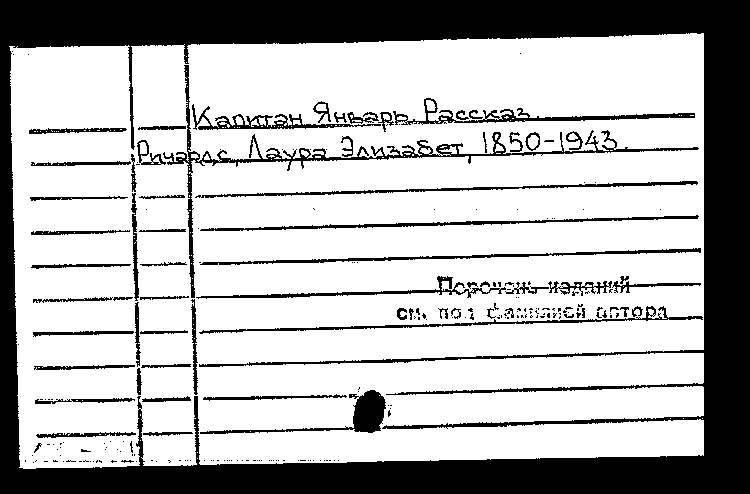 Капитан Январь. Рассказ.
Ричардс, Лаура Элизабет, 1850-1943.
Перечень изданий
см. под фамилией автора